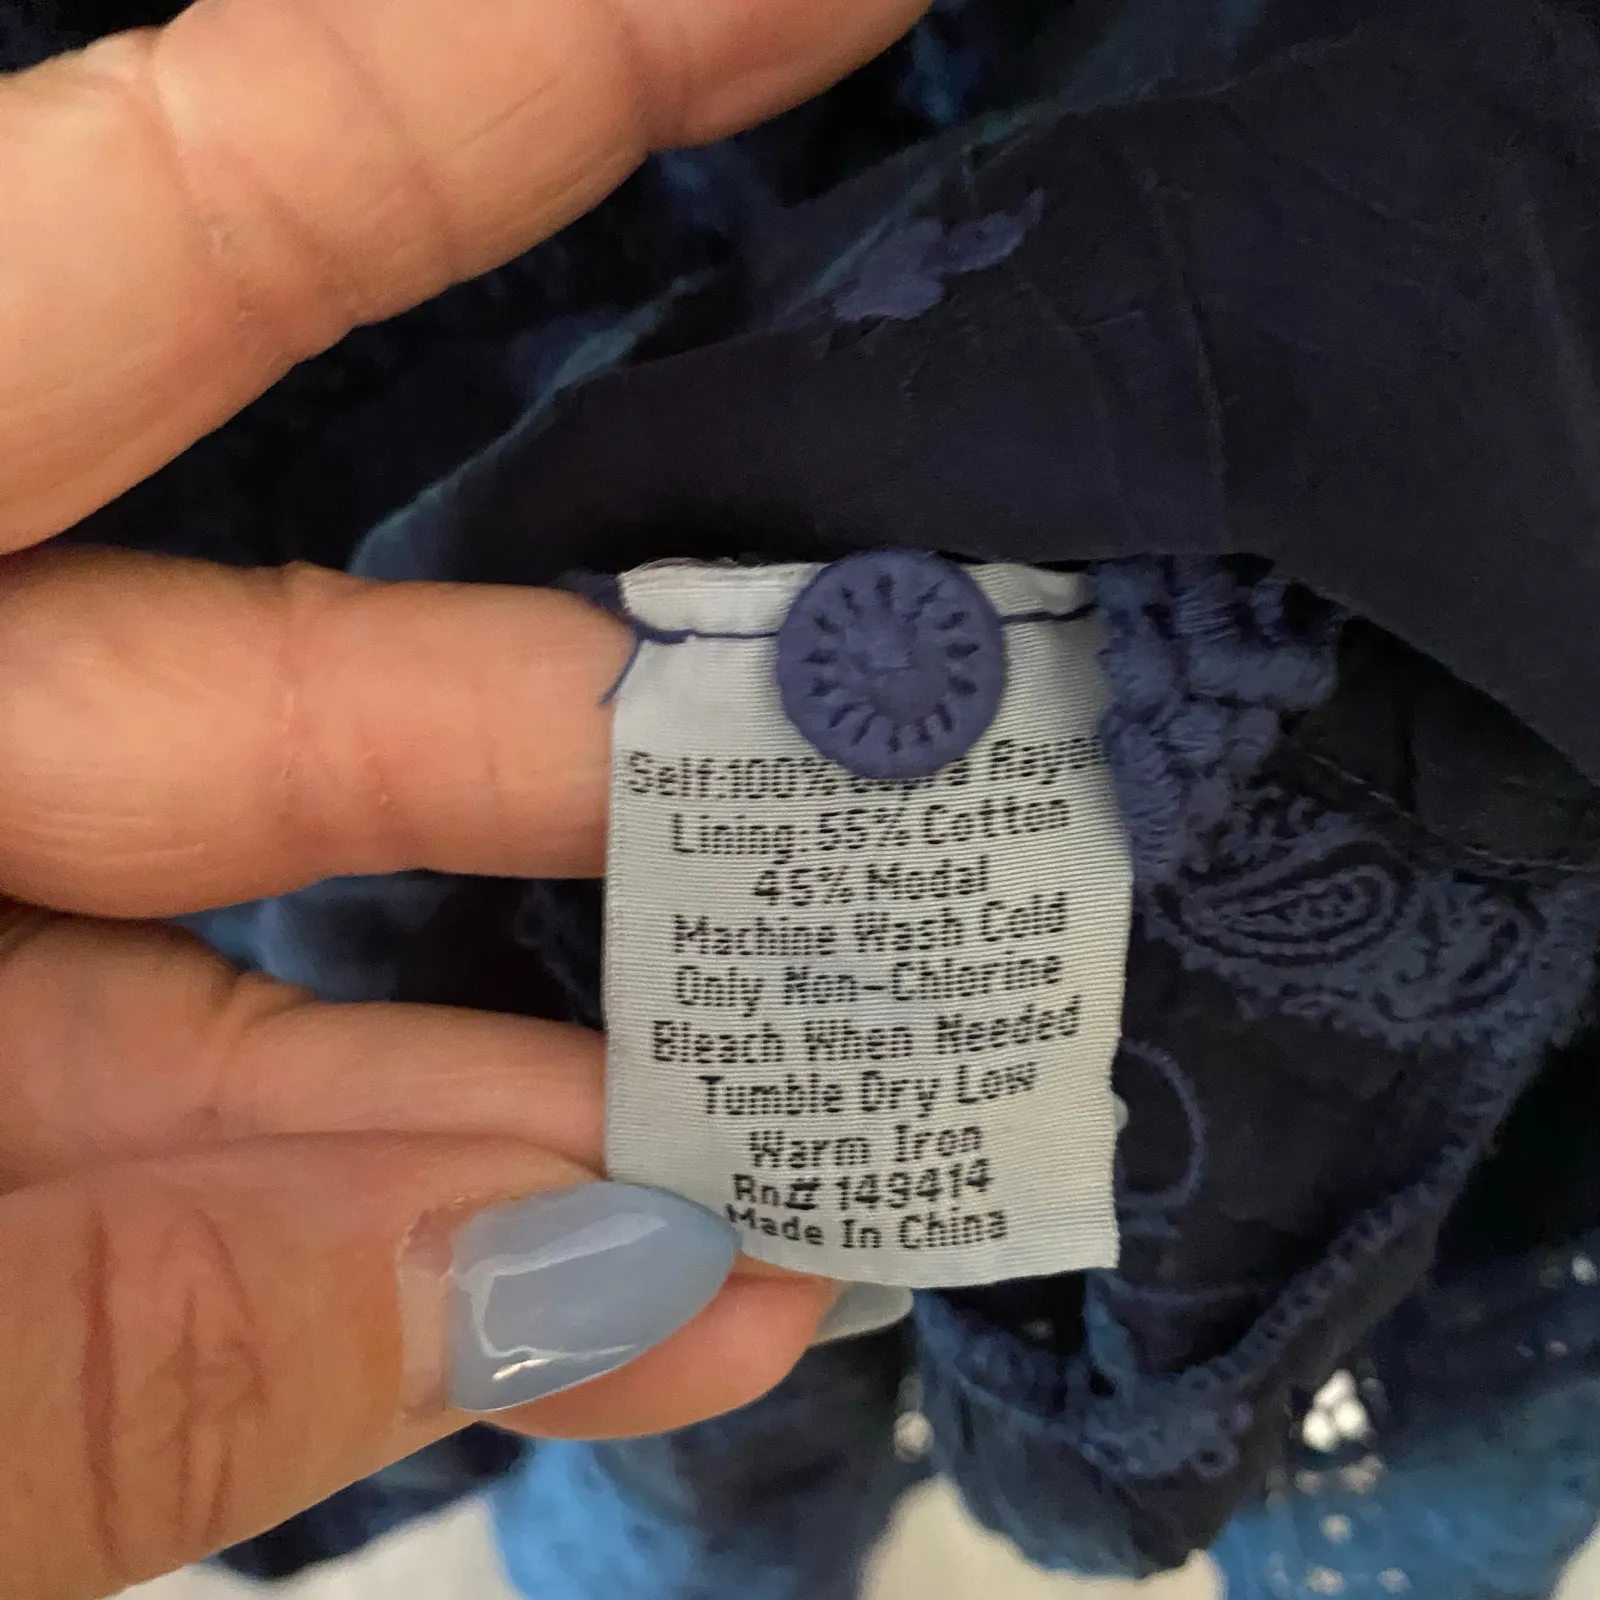 Self:100% Rayon
Lining:55% Cotton
45% Modal
Machine Wash Cold
Only Non-Chlorine
Bleach When Needed
Tumble Dry Low
Warm Iron
Rn# 149414
Made In China